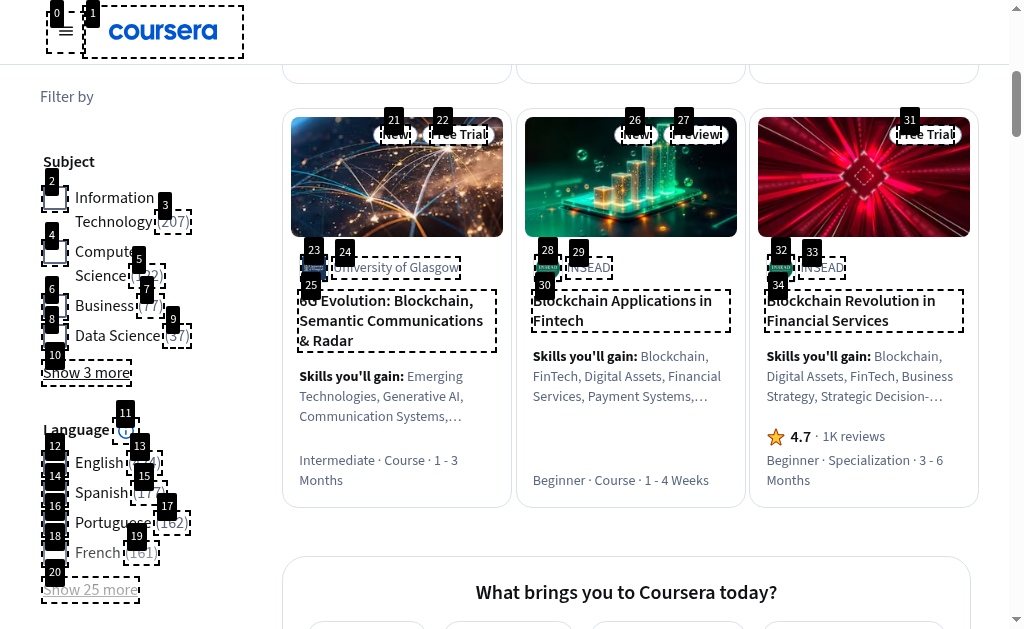 coursera
Filter by
Subject
Information
Technology (207)
Computer
Science
Business (77)
Data Science (37)
Show 3 more
Language
English
Spanish (177)
Portuguese (162)
French (161)
Show 25 more
New
Free Trial
University of Glasgow
6G Evolution: Blockchain,
Semantic Communications
& Radar
Skills you'll gain: Emerging
Technologies, Generative AI,
Communication Systems,…
Intermediate · Course · 1 - 3
Months
New
Preview
INSEAD
Blockchain Applications in
Fintech
Skills you'll gain: Blockchain,
FinTech, Digital Assets, Financial
Services, Payment Systems,…
Beginner · Course · 1 - 4 Weeks
Free Trial
INSEAD
Blockchain Revolution in
Financial Services
Skills you'll gain: Blockchain,
Digital Assets, FinTech, Business
Strategy, Strategic Decision-…
4.7 · 1K reviews
Beginner · Specialization · 3 - 6
Months
What brings you to Coursera today?
0
1
2
3
4
5
6
7
8
9
10
11
12
13
14
15
16
17
18
19
20
21
22
23
24
25
26
27
28
29
30
31
32
33
34